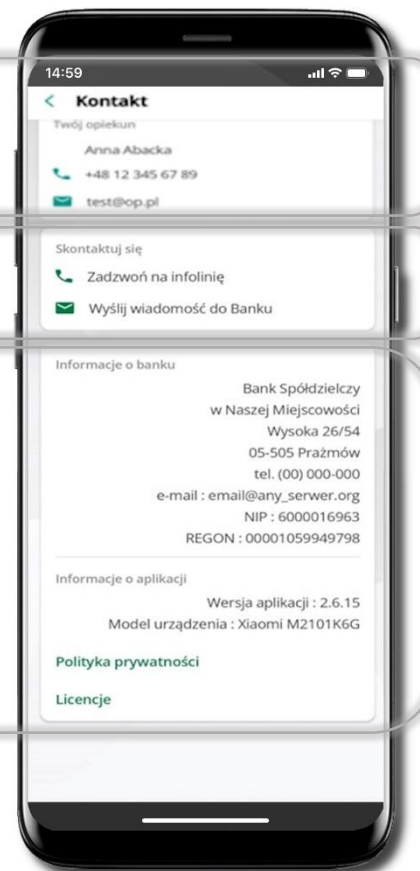 14:59
Kontakt
Twój opiekun
Anna Abacka
+48 12 345 67 89
test@op.pl
Skontaktuj się
Zadzwoń na infolinię
Wyślij wiadomość do Banku
Informacje o banku
Bank Spółdzielczy
w Naszej Miejscowości
Wysoka 26/54
05-505 Prażmów
tel. (00) 000-000
e-mail : email@any_serwer.org
NIP : 6000016963
REGON : 00001059949798
Informacje o aplikacji
Wersja aplikacji : 2.6.15
Model urządzenia : Xiaomi M2101K6G
Polityka prywatności
Licencje